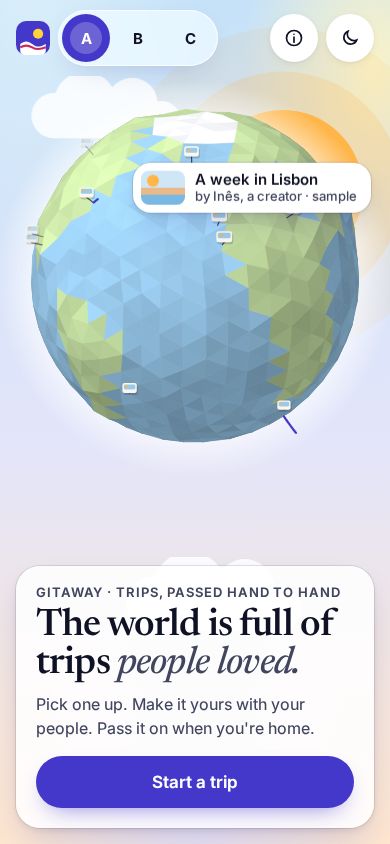 A
B
C
A week in Lisbon
by Inês, a creator · sample
GITAWAY · TRIPS, PASSED HAND TO HAND
The world is full of
trips people loved.
Pick one up. Make it yours with your
people. Pass it on when you're home.
Start a trip